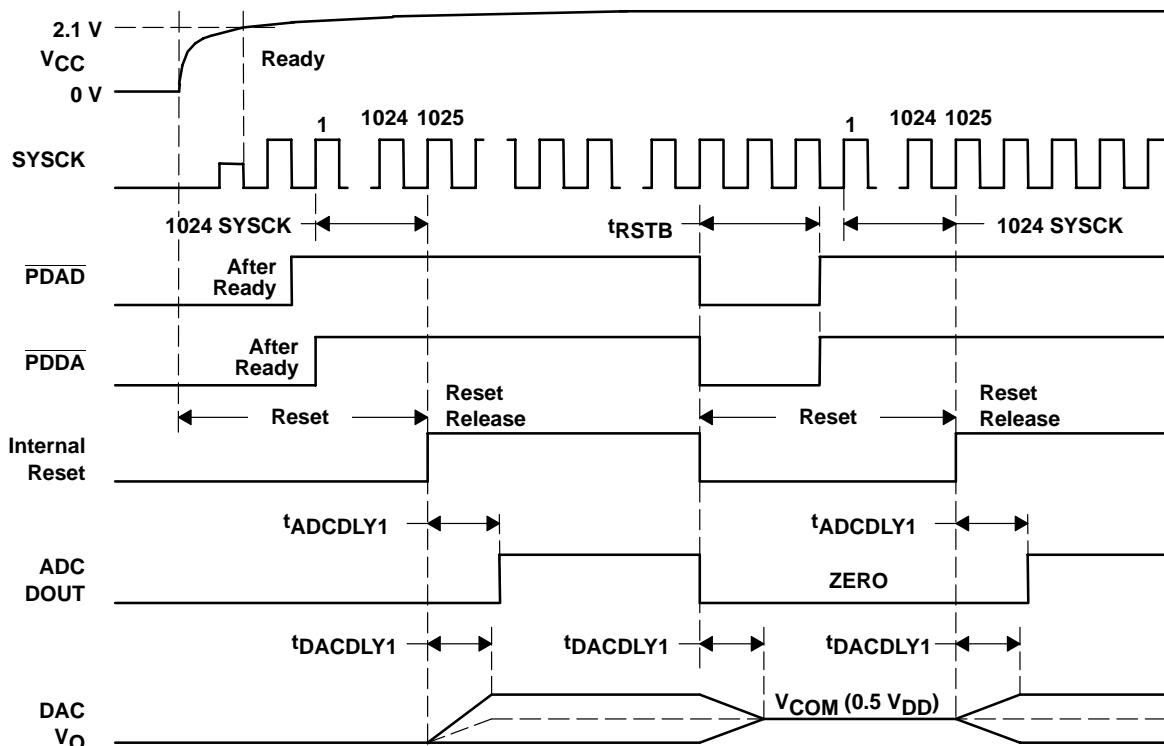 2.1 V
VCC
0 V
Ready
1 1024 1025 1 1024 1025
SYSCK
1024 SYSCK tRSTB 1024 SYSCK
PDAD
After
Ready
PDDA
After
Ready
Reset
Reset
Release
Reset
Reset
Release
Internal
Reset
tADCDLY1 tADCDLY1
ADC
DOUT
ZERO
tDACDLY1 tDACDLY1 tDACDLY1
DAC
VO
VCOM (0.5 VDD)